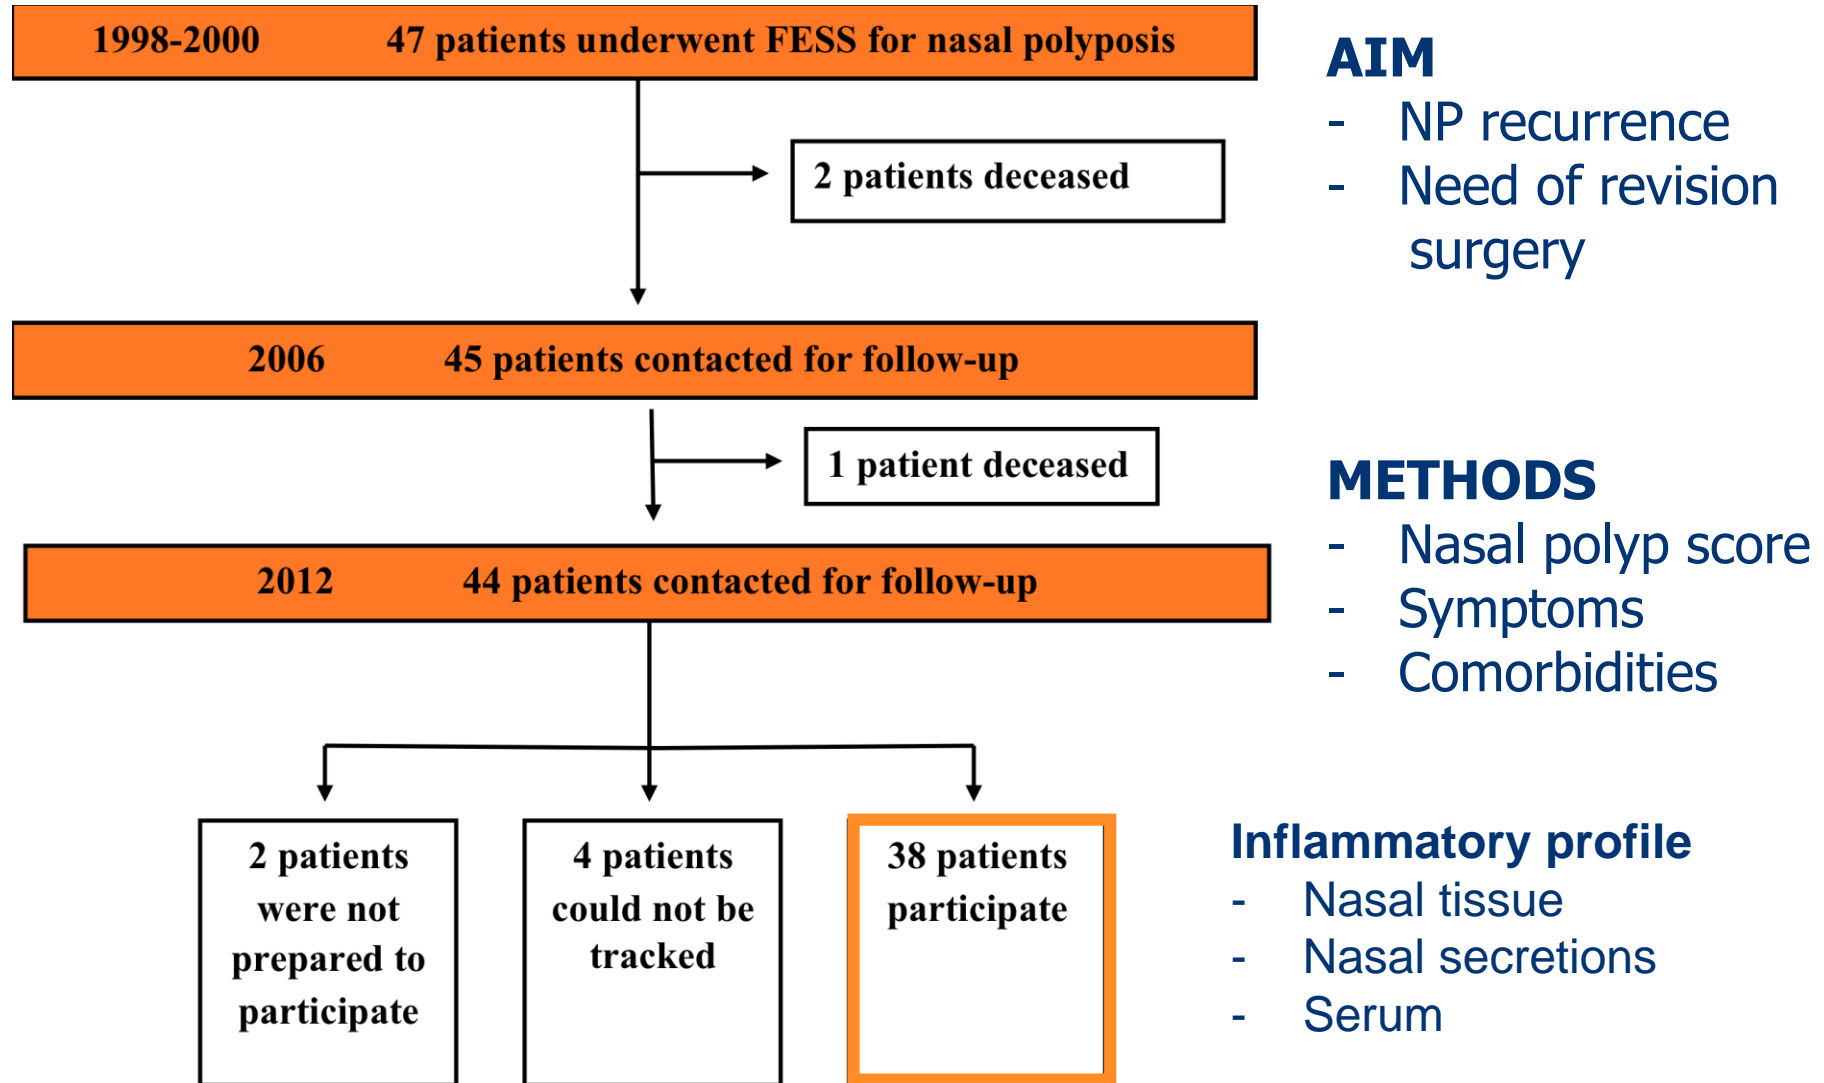 1998-2000 47 patients underwent FESS for nasal polyposis
2 patients deceased
2006 45 patients contacted for follow-up
1 patient deceased
2012 44 patients contacted for follow-up
2 patients
were not
prepared to
participate
4 patients
could not be
tracked
38 patients
participate
AIM
- NP recurrence
- Need of revision
surgery
METHODS
- Nasal polyp score
- Symptoms
- Comorbidities
Inflammatory profile
- Nasal tissue
- Nasal secretions
- Serum